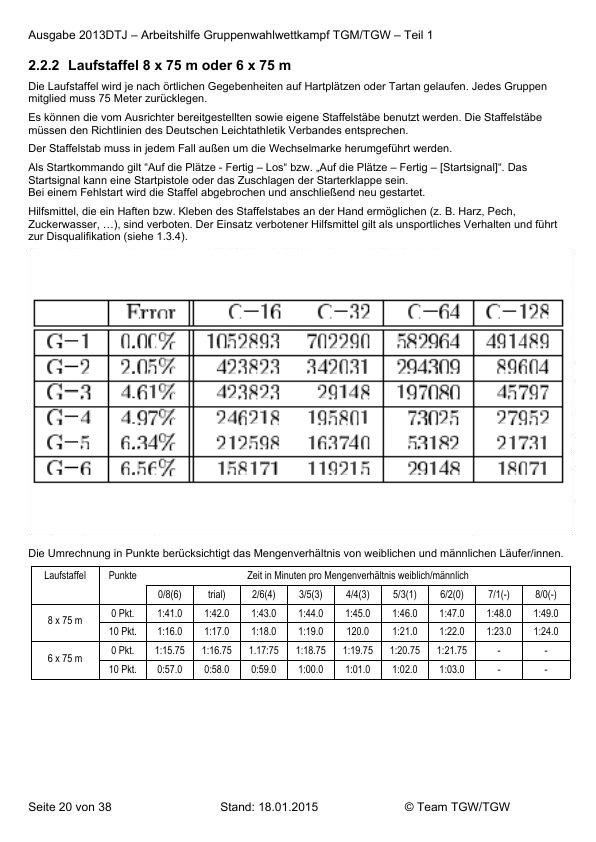 Ausgabe 2013DTJ – Arbeitshilfe Gruppenwahlwettkampf TGM/TGW – Teil 1
2.2.2 Laufstaffel 8 x 75 m oder 6 x 75 m
Die Laufstaffel wird je nach örtlichen Gegebenheiten auf Hartplätzen oder Tartan gelaufen. Jedes Gruppen
mitglied muss 75 Meter zurücklegen.
Es können die vom Ausrichter bereitgestellten sowie eigene Staffelstäbe benutzt werden. Die Staffelstäbe
müssen den Richtlinien des Deutschen Leichtathletik Verbandes entsprechen.
Der Staffelstab muss in jedem Fall außen um die Wechselmarke herumgeführt werden.
Als Startkommando gilt "Auf die Plätze - Fertig – Los“ bzw. „Auf die Plätze – Fertig – [Startsignal]“. Das
Startsignal kann eine Startpistole oder das Zuschlagen der Starterklappe sein.
Bei einem Fehlstart wird die Staffel abgebrochen und anschließend neu gestartet.
Hilfsmittel, die ein Haften bzw. Kleben des Staffelstabes an der Hand ermöglichen (z. B. Harz, Pech,
Zuckerwasser, …), sind verboten. Der Einsatz verbotener Hilfsmittel gilt als unsportliches Verhalten und führt
zur Disqualifikation (siehe 1.3.4).
Error C-16 C-32 C-64 C-128
G-1 0.00% 1052893 702290 582964 491489
G-2 2.05% 423823 342031 294309 89604
G-3 4.61% 423823 29148 197080 45797
G-4 4.97% 246218 195801 73025 27952
G-5 6.34% 212598 163740 53182 21731
G-6 6.56% 158171 119215 29148 18071
Die Umrechnung in Punkte berücksichtigt das Mengenverhältnis von weiblichen und männlichen Läufer/innen.
Laufstaffel Punkte Zeit in Minuten pro Mengenverhältnis weiblich/männlich
0/8(6) trial) 2/6(4) 3/5(3) 4/4(3) 5/3(1) 6/2(0) 7/1(-) 8/0(-)
8 x 75 m 0 Pkt. 1:41.0 1:42.0 1:43.0 1:44.0 1:45.0 1:46.0 1:47.0 1:48.0 1:49.0
10 Pkt. 1:16.0 1:17.0 1:18.0 1:19.0 120.0 1:21.0 1:22.0 1:23.0 1:24.0
6 x 75 m 0 Pkt. 1:15.75 1:16.75 1.17:75 1:18.75 1:19.75 1:20.75 1:21.75 - -
10 Pkt. 0:57.0 0:58.0 0:59.0 1:00.0 1:01.0 1:02.0 1:03.0 - -
Seite 20 von 38 Stand: 18.01.2015 © Team TGW/TGW